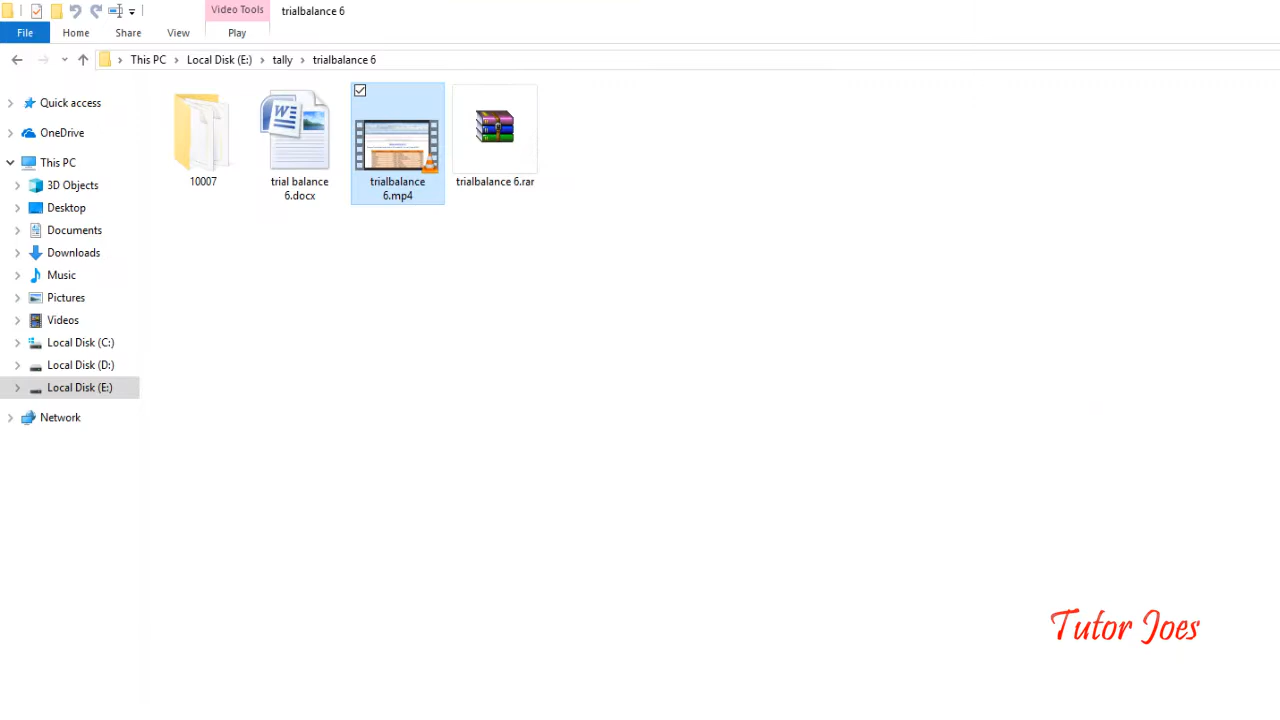 Video Tools
trialbalance 6
File
Home
Share
View
Play
This PC
Local Disk (E:)
tally
trialbalance 6
Quick access
OneDrive
This PC
3D Objects
Desktop
Documents
Downloads
Music
Pictures
Videos
Local Disk (C:)
Local Disk (D:)
Local Disk (E:)
Network
10007
trial balance
6.docx
trialbalance
6.mp4
trialbalance 6.rar
Tutor Joes